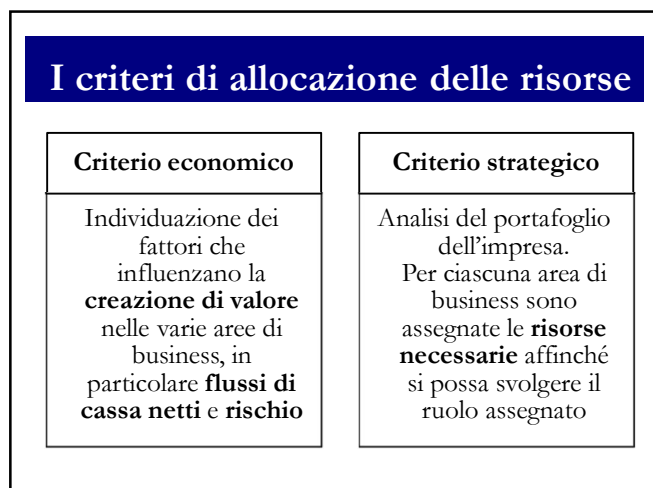 I criteri di allocazione delle risorse
Criterio economico
Individuazione dei
fattori che
influenzano la
creazione di valore
nelle varie aree di
business, in
particolare flussi di
cassa netti e rischio
Criterio strategico
Analisi del portafoglio
dell’impresa.
Per ciascuna area di
business sono
assegnate le risorse
necessarie affinché
si possa svolgere il
ruolo assegnato